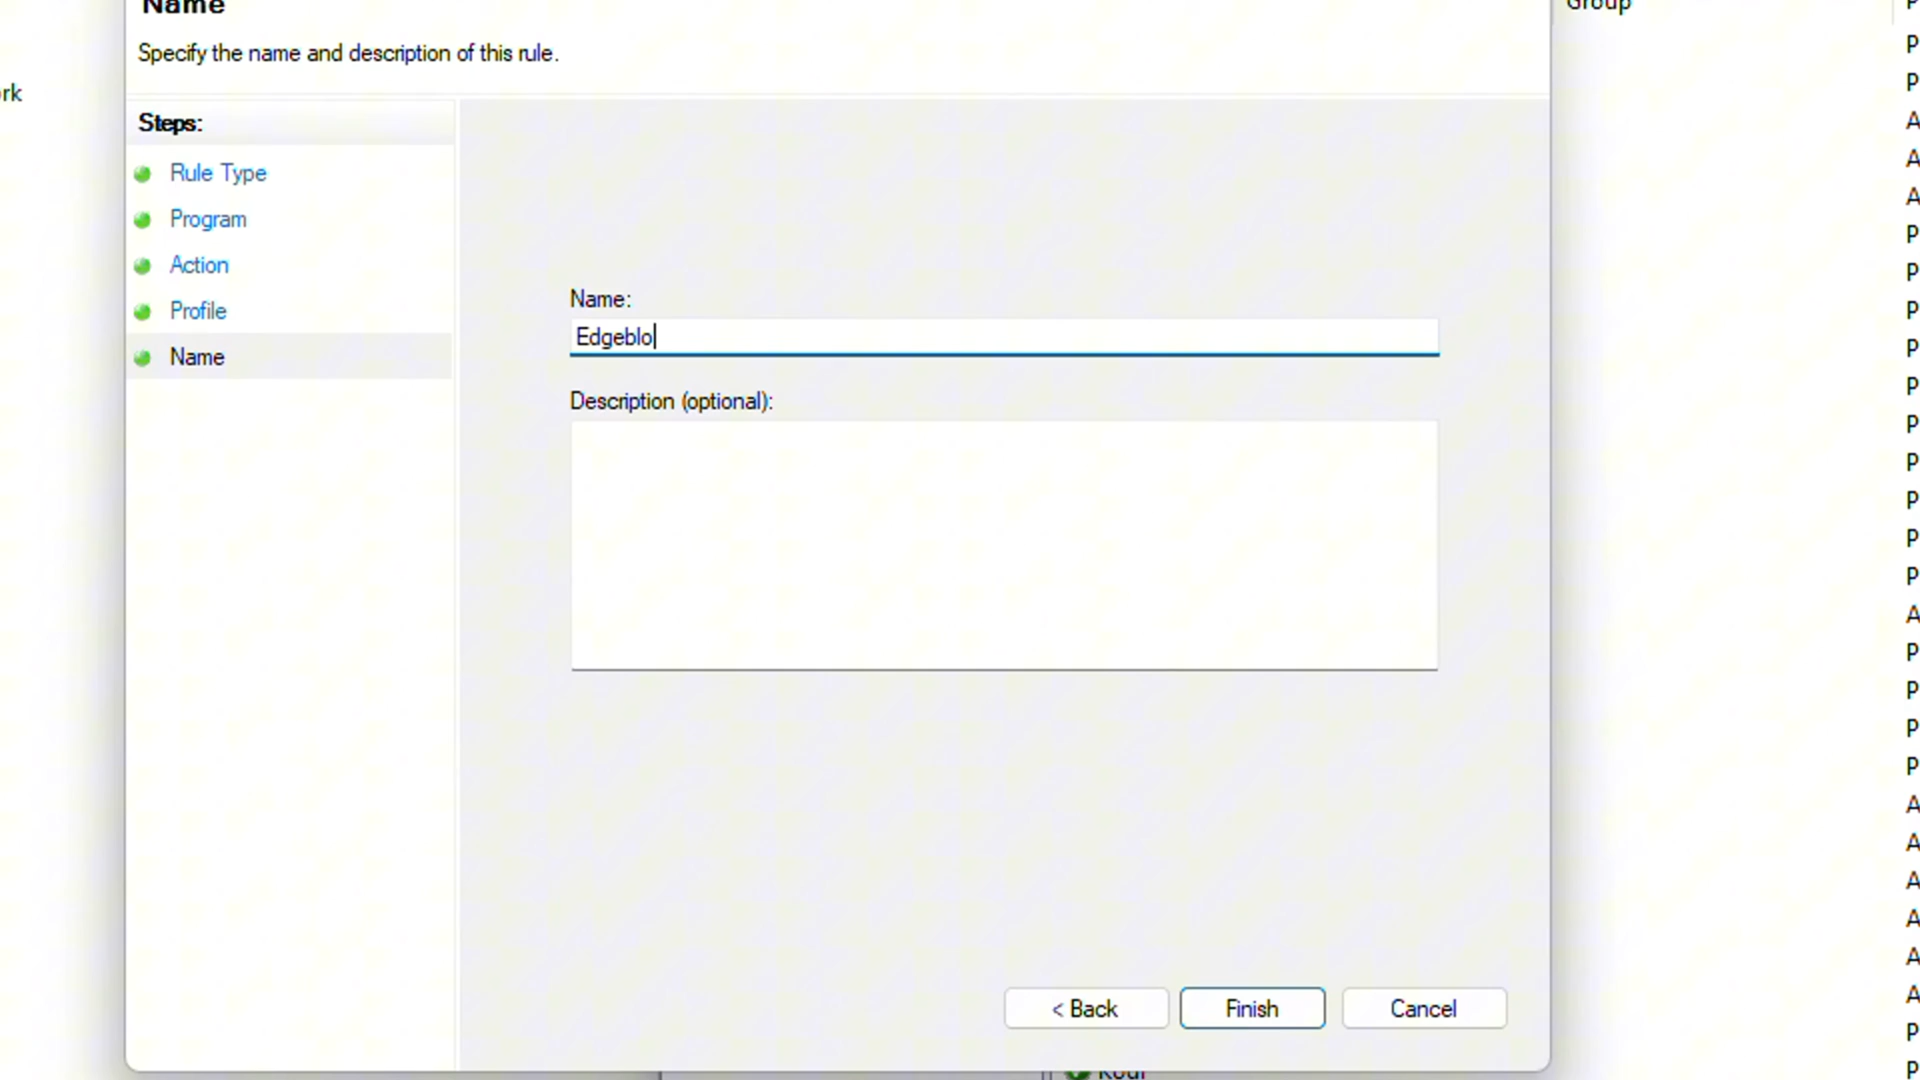 Name
Group
Specify the name and description of this rule.
rk
Steps:
Rule Type
Program
Action
Profile
Name
Name:
Edgeblo
Description (optional):
< Back
Finish
Cancel
P
P
P
A
A
A
P
P
P
P
P
P
P
P
P
P
A
P
P
P
P
A
A
A
A
A
A
P
P